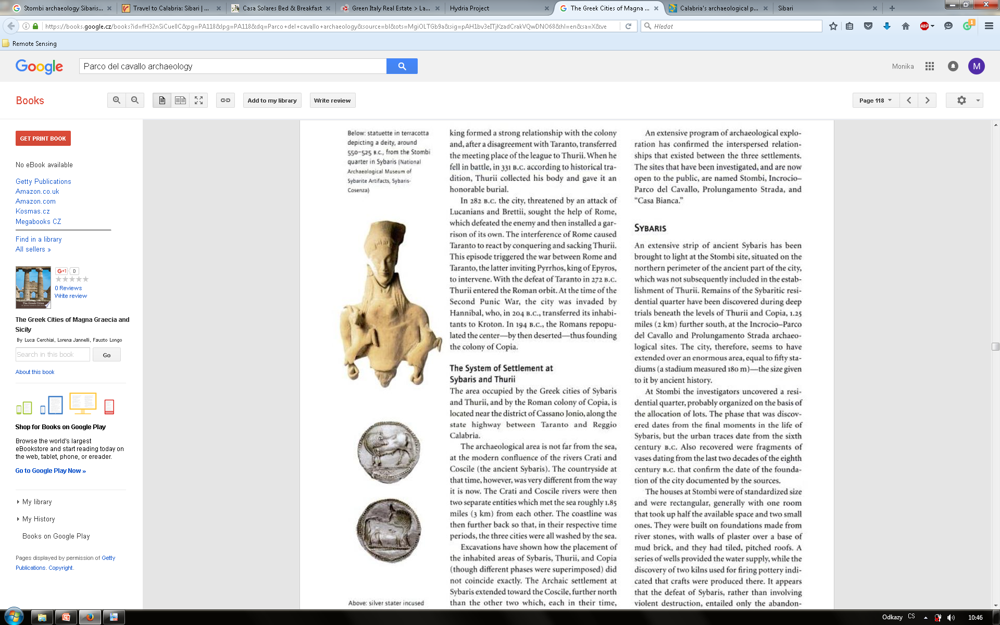 Stombi archaeology Sibaris...
Travel to Calabria: Sibari | ...
Casa Solares Bed & Breakfast
Green Italy Real Estate > La...
Hydria Project
The Greek Cities of Magna ...
Calabria's archaeological p...
Sibari
https://books.google.cz/books?id=fH32nSiCue0C&pg=PA118&lpg=PA118&dq=Parco+del+cavallo+archaeology&source=bl&ots=MgiOLTGb9a&sig=pAH1bv3eITjKzadCrakVQwDNO68&hl=en&sa=X&ve
Hledat
ABP
1
Remote Sensing
Google
Parco del cavallo archaeology
Monika
M
Books
Add to my library
Write review
Page 118
GET PRINT BOOK
No eBook available
Getty Publications
Amazon.co.uk
Amazon.com
Kosmas.cz
Megabooks CZ
Find in a library
All sellers »
G+1
0
0 Reviews
Write review
The Greek Cities
The Greek Cities of Magna Graecia and
Sicily
By Luca Cerchiai, Lorena Jannelli, Fausto Longo
Search in this book
Go
About this book
Shop for Books on Google Play
Browse the world's largest
eBookstore and start reading today on
the web, tablet, phone, or ereader.
Go to Google Play Now »
My library
My History
Books on Google Play
Pages displayed by permission of Getty
Publications. Copyright.
Below: statuette in terracotta
depicting a deity, around
550–525 B.C., from the Stombi
quarter in Sybaris (National
Archaeological Museum of
Sybarite Artifacts, Sybaris-
Cosenza)
Above: silver stater incused
king formed a strong relationship with the colony
and, after a disagreement with Taranto, transferred
the meeting place of the league to Thurii. When he
fell in battle, in 331 B.C. according to historical tra-
dition, Thurii collected his body and gave it an
honorable burial.
In 282 B.C. the city, threatened by an attack of
Lucanians and Brettii, sought the help of Rome,
which defeated the enemy and then installed a gar-
rison of its own. The interference of Rome caused
Taranto to react by conquering and sacking Thurii.
This episode triggered the war between Rome and
Taranto, the latter inviting Pyrrhos, king of Epyros,
to intervene. With the defeat of Taranto in 272 B.C.
Thurii entered the Roman orbit. At the time of the
Second Punic War, the city was invaded by
Hannibal, who, in 204 B.C., transferred its inhabi-
tants to Kroton. In 194 B.C., the Romans repopu-
lated the center—by then deserted—thus founding
the colony of Copia.
The System of Settlement at
Sybaris and Thurii
The area occupied by the Greek cities of Sybaris
and Thurii, and by the Roman colony of Copia, is
located near the district of Cassano Jonio, along the
state highway between Taranto and Reggio
Calabria.
The archaeological area is not far from the sea,
at the modern confluence of the rivers Crati and
Coscile (the ancient Sybaris). The countryside at
that time, however, was very different from the way
it is now. The Crati and Coscile rivers were then
two separate entities which met the sea roughly 1.85
miles (3 km) from each other. The coastline was
then further back so that, in their respective time
periods, the three cities were all washed by the sea.
Excavations have shown how the placement of
the inhabited areas of Sybaris, Thurii, and Copia
(though different phases were superimposed) did
not coincide exactly. The Archaic settlement at
Sybaris extended toward the Coscile, further north
than the other two which, each in their time,
An extensive program of archaeological explo-
ration has confirmed the interspersed relation-
ships that existed between the three settlements.
The sites that have been investigated, and are now
open to the public, are named Stombi, Incrocio–
Parco del Cavallo, Prolungamento Strada, and
“Casa Bianca.”
SYBARIS
An extensive strip of ancient Sybaris has been
brought to light at the Stombi site, situated on the
northern perimeter of the ancient part of the city,
which was not subsequently included in the estab-
lishment of Thurii. Remains of the Sybaritic resi-
dential quarter have been discovered during deep
trials beneath the levels of Thurii and Copia, 1.25
miles (2 km) further south, at the Incrocio–Parco
del Cavallo and Prolungamento Strada archaeo-
logical sites. The city, therefore, seems to have
extended over an enormous area, equal to fifty sta-
diums (a stadium measured 180 m)—the size given
to it by ancient history.
At Stombi the investigators uncovered a resi-
dential quarter, probably organized on the basis of
the allocation of lots. The phase that was discov-
ered dates from the final moments in the life of
Sybaris, but the urban traces date from the sixth
century B.C. Also recovered were fragments of
vases dating from the last two decades of the eighth
century B.C. that confirm the date of the founda-
tion of the city documented by the sources.
The houses at Stombi were of standardized size
and were rectangular, generally with one room
that took up half the available space and two small
ones. They were built on foundations made from
river stones, with walls of plaster over a base of
mud brick, and they had tiled, pitched roofs. A
series of wells provided the water supply, while the
discovery of two kilns used for firing pottery indi-
cated that crafts were produced there. It appears
that the defeat of Sybaris, rather than involving
violent destruction, entailed only the abandon-
Odkazy
CS
10:46